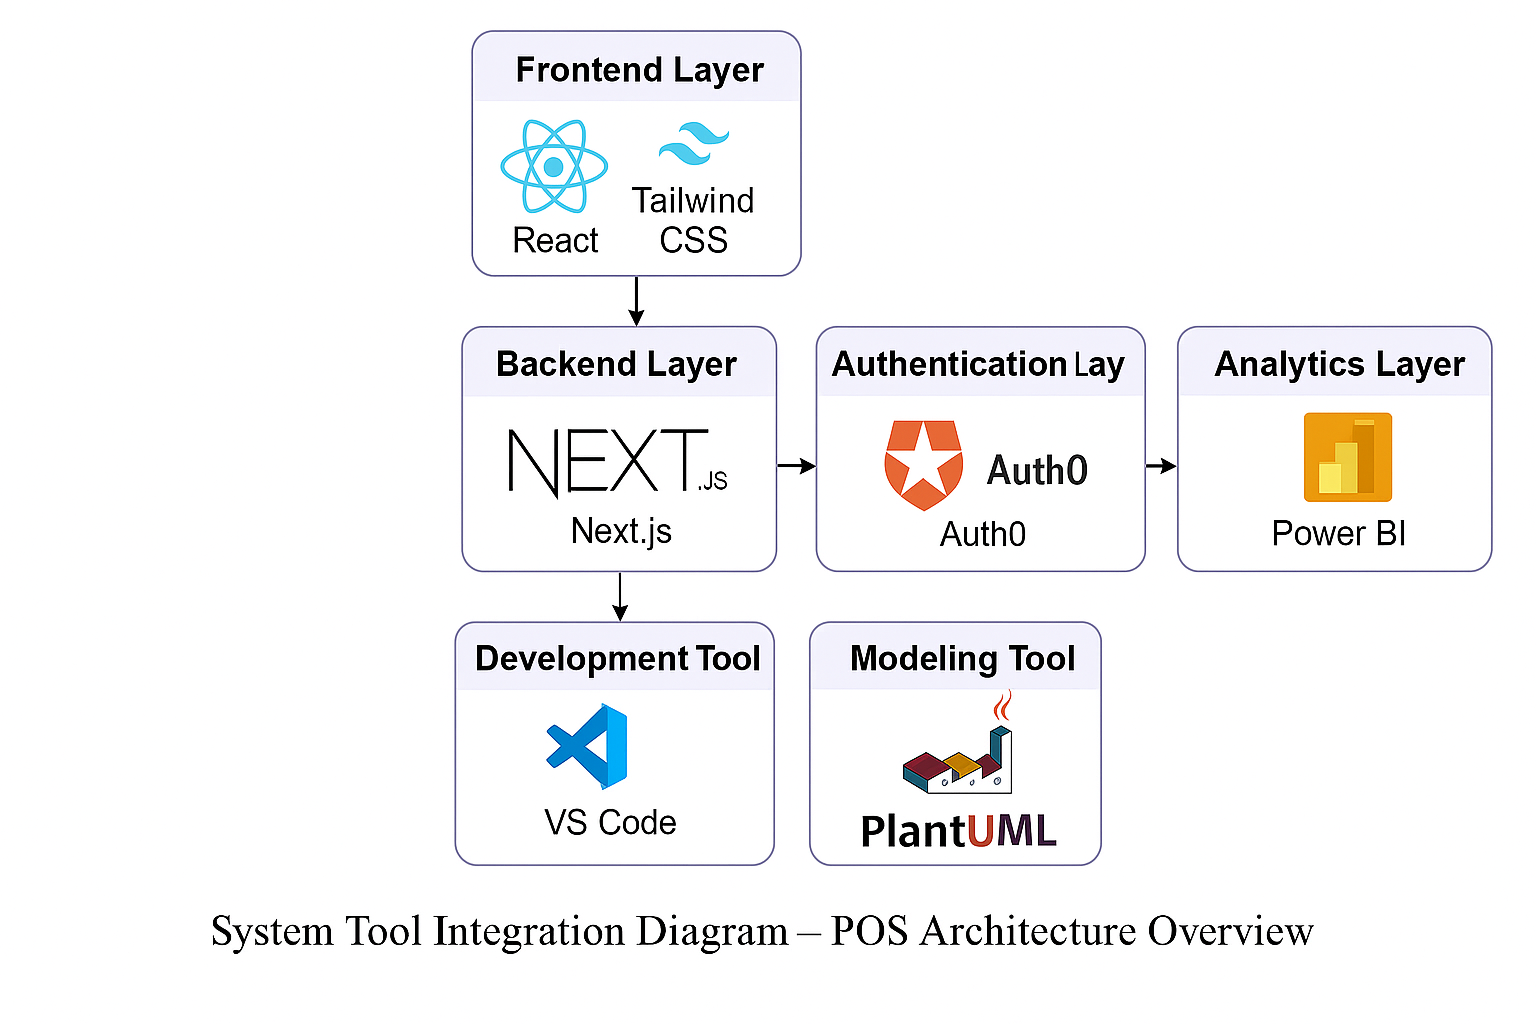 Frontend Layer
React
Tailwind
CSS
Backend Layer
NEXT.JS
Next.js
Authentication Lay
Auth0
Auth0
Analytics Layer
Power BI
Development Tool
VS Code
Modeling Tool
PlantUML
System Tool Integration Diagram – POS Architecture Overview